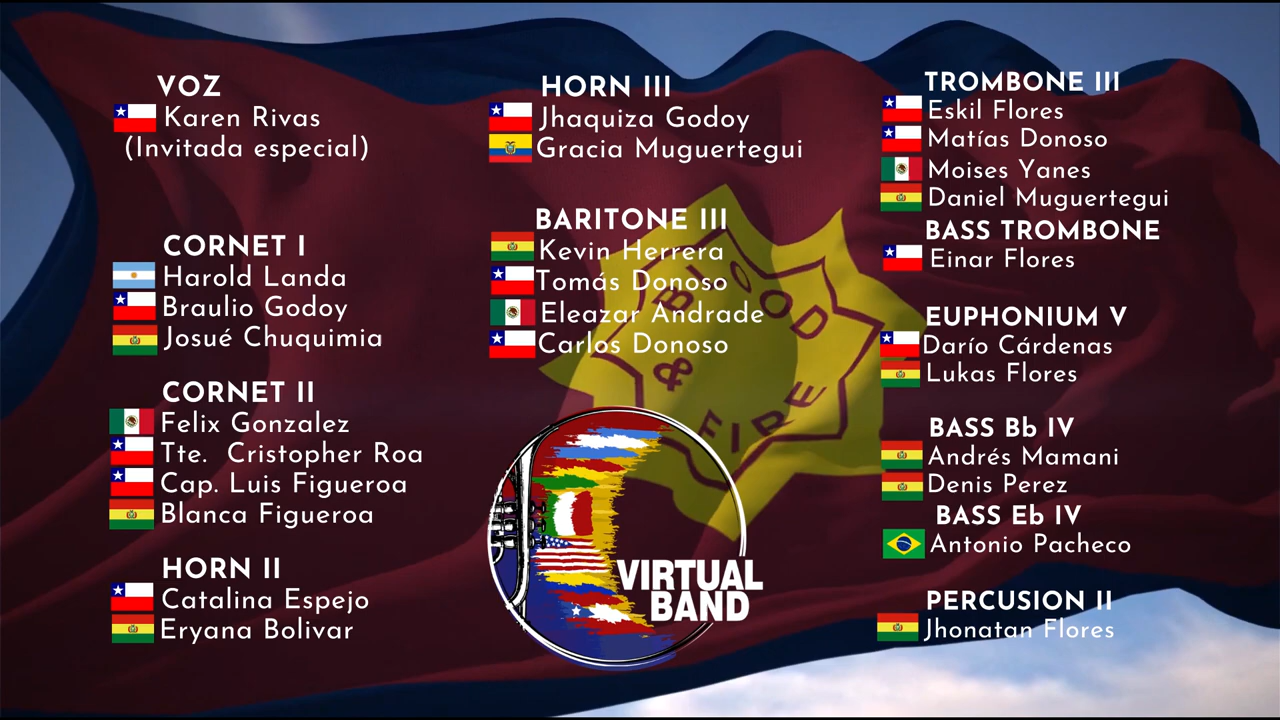 VOZ
Karen Rivas
(Invitada especial)
CORNET I
Harold Landa
Braulio Godoy
Josué Chuquimia
CORNET II
Felix Gonzalez
Tte. Cristopher Roa
Cap. Luis Figueroa
Blanca Figueroa
HORN II
Catalina Espejo
Eryana Bolivar
HORN III
Jhaquiza Godoy
Gracia Muguertegui
BARITONE III
Kevin Herrera
Tomás Donoso
Eleazar Andrade
Carlos Donoso
BLOOD
&
FIRE
VIRTUAL
BAND
TROMBONE III
Eskil Flores
Matías Donoso
Moises Yanes
Daniel Muguertegui
BASS TROMBONE
Einar Flores
EUPHONIUM V
Darío Cárdenas
Lukas Flores
BASS Bb IV
Andrés Mamani
Denis Perez
BASS Eb IV
Antonio Pacheco
PERCUSION II
Jhonatan Flores